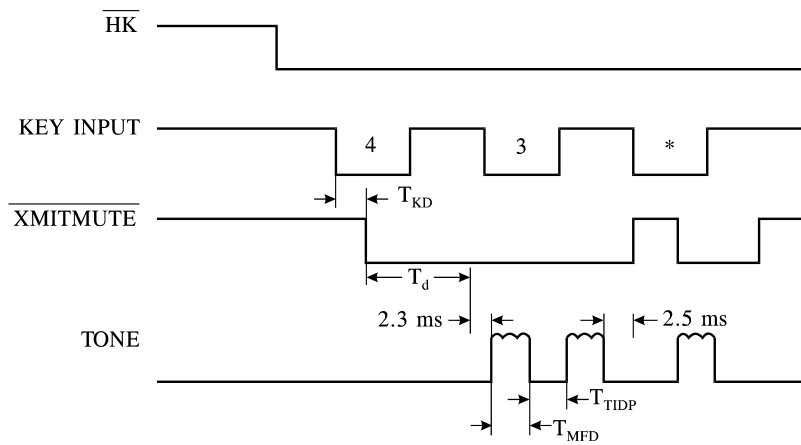 HK
KEY INPUT
4
3
*
T_KD
XMITMUTE
T_d
2.3 ms
2.5 ms
TONE
T_TIDP
T_MFD